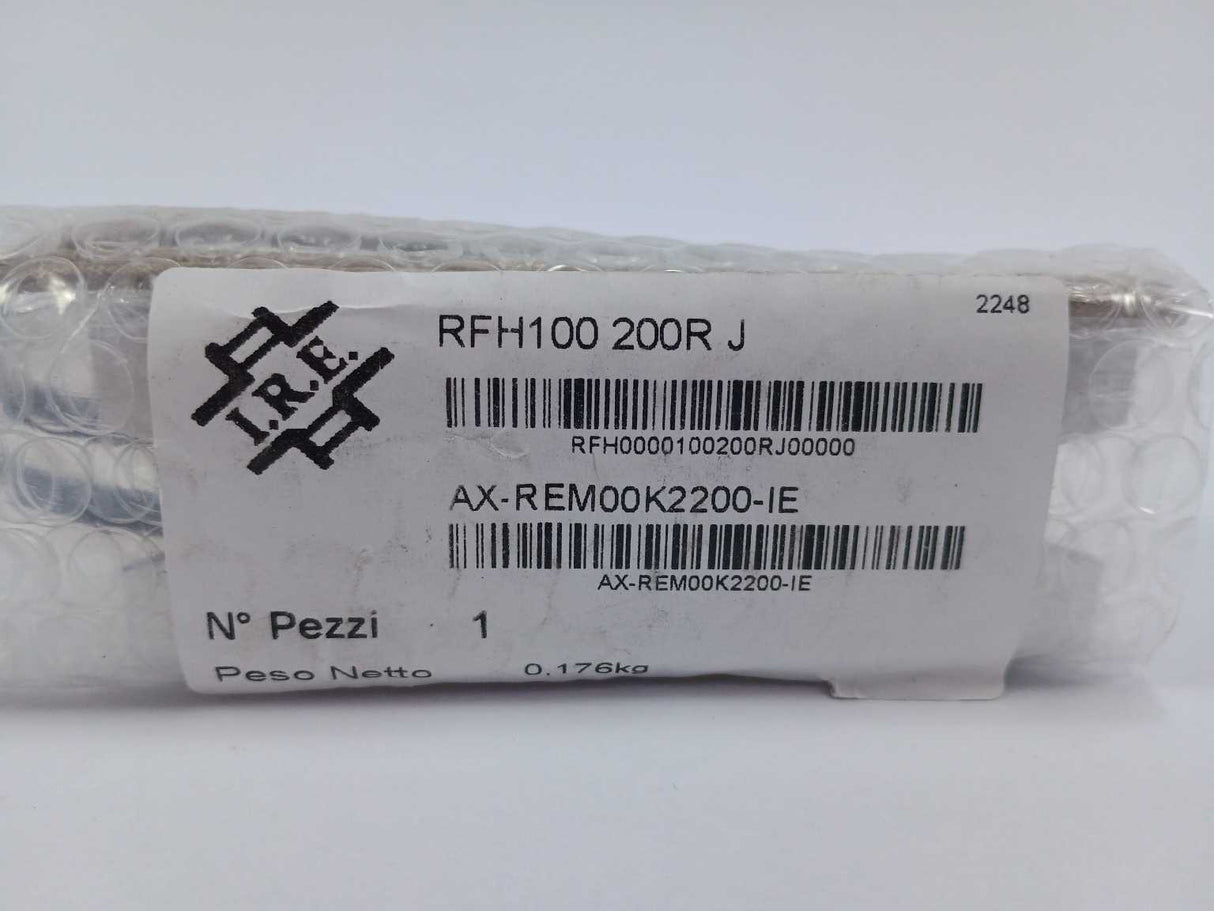 2248
I.R.E.
RFH100 200R J
RFH0000100200RJ00000
AX-REM00K2200-IE
AX-REM00K2200-IE
N° Pezzi 1
Peso Netto 0.176kg